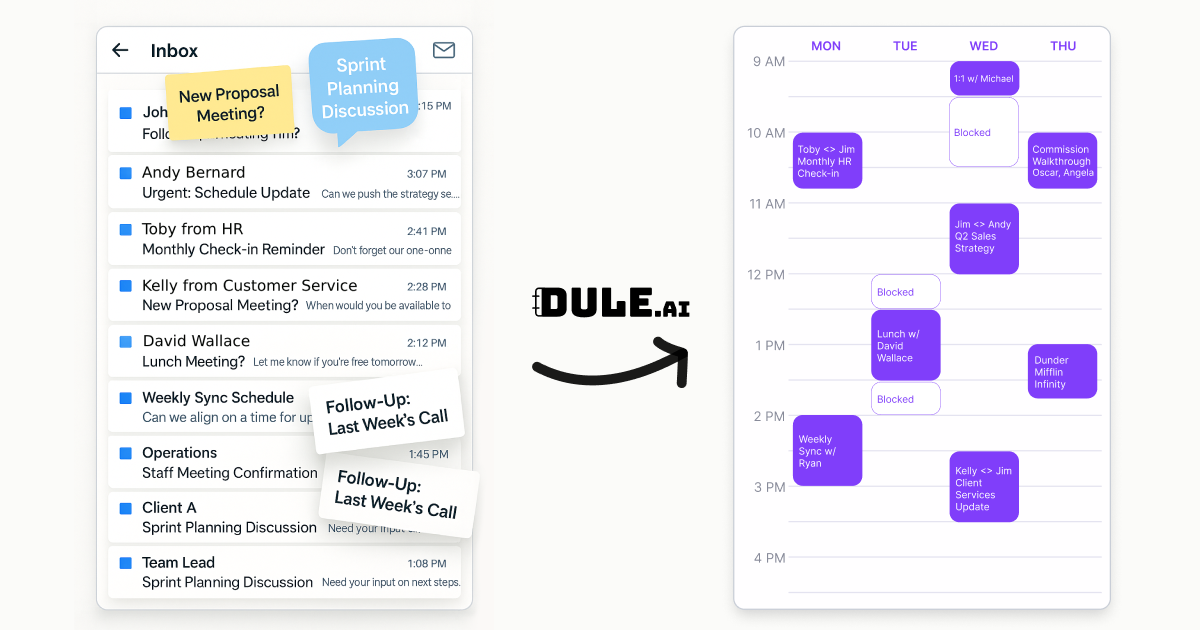 Inbox
New Proposal
Meeting?
Sprint
Planning
Discussion
:15 PM
Andy Bernard
3:07 PM
Urgent: Schedule Update
Can we push the strategy se....
Toby from HR
2:41 PM
Monthly Check-in Reminder
Don't forget our one-onne
Kelly from Customer Service
2:28 PM
New Proposal Meeting?
When would you be available to
David Wallace
2:12 PM
Lunch Meeting?
Let me know if you're free tomorrow...
Weekly Sync Schedule
Can we align on a time for up
Follow-Up:
Last Week's Call
Operations
1:45 PM
Staff Meeting Confirmation
Follow-Up:
Last Week's Call
Client A
Sprint Planning Discussion
Need your input
Team Lead
1:08 PM
Sprint Planning Discussion
Need your input on next steps.
DULE.AI
MON
TUE
WED
THU
9 AM
1:1 w/ Michael
Blocked
10 AM
Toby <> Jim
Monthly HR
Check-in
Commission
Walkthrough
Oscar, Angela
11 AM
Jim <> Andy
Q2 Sales
Strategy
12 PM
Blocked
Lunch w/
David
Wallace
1 PM
Dunder
Mifflin
Infinity
Blocked
2 PM
Weekly
Sync w/
Ryan
Kelly <> Jim
Client
Services
Update
3 PM
4 PM